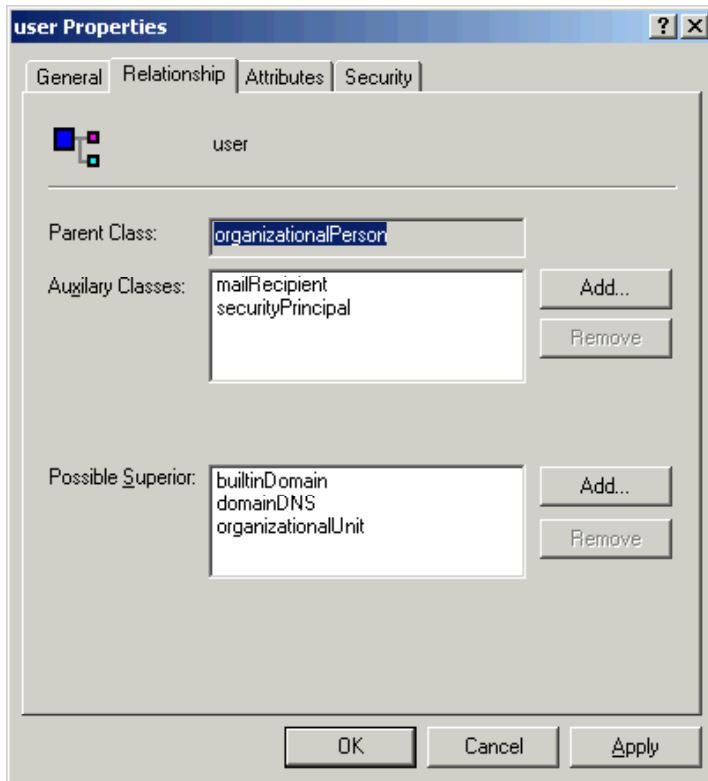 user Properties
General Relationship Attributes Security
user
Parent Class: organizationalPerson
Auxilary Classes: mailRecipient Add...
securityPrincipal
Remove
Possible Superior: builtinDomain Add...
domainDNS
organizationalUnit Remove
OK Cancel Apply